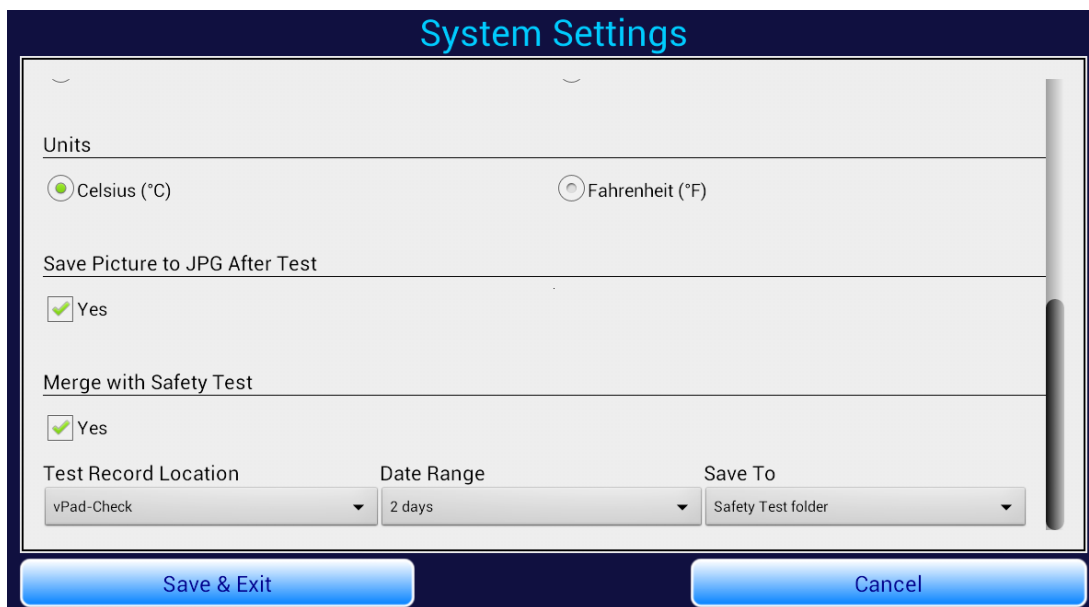 System Settings
Units
Celsius (°C) Fahrenheit (°F)
Save Picture to JPG After Test
Yes
Merge with Safety Test
Yes
Test Record Location Date Range Save To
vPad-Check 2 days Safety Test folder
Save & Exit Cancel